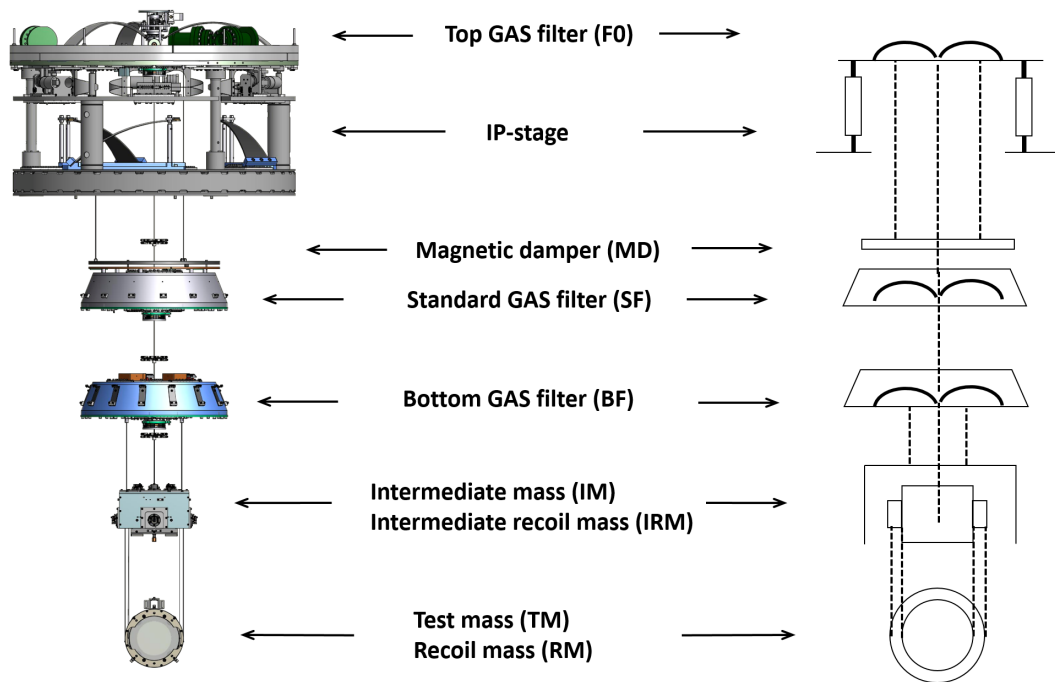 Top GAS filter (F0)
IP-stage
Magnetic damper (MD)
Standard GAS filter (SF)
Bottom GAS filter (BF)
Intermediate mass (IM)
Intermediate recoil mass (IRM)
Test mass (TM)
Recoil mass (RM)